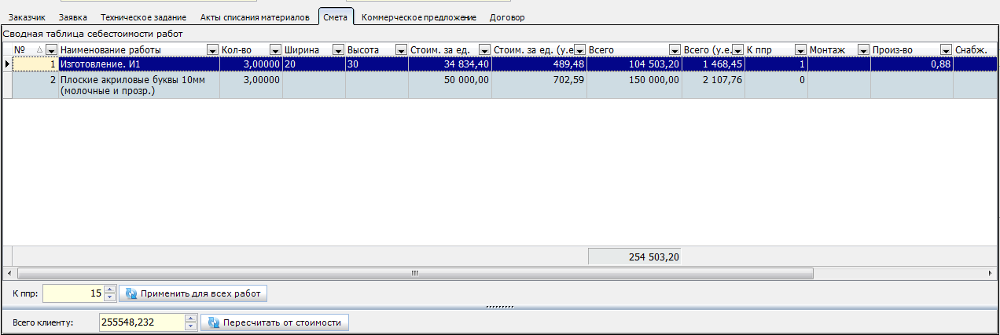 Заказчик Заявка Техническое задание Акты списания материалов Смета Коммерческое предложение Договор
Сводная таблица себестоимости работ
№ Наименование работы Кол-во Ширина Высота Стоим. за ед. Стоим. за ед. (у.е Всего Всего (у.е. К ппр Монтаж Произ-во Снабж.
1 Изготовление. И1 3,00000 20 30 34 834,40 489,48 104 503,20 1 468,45 1 0,88
2 Плоские акриловые буквы 10мм 3,00000 50 000,00 702,59 150 000,00 2 107,76 0
(молочные и прозр.)
254 503,20
К ппр: 15 Применить для всех работ
Всего клиенту: 255548,232 Пересчитать от стоимости